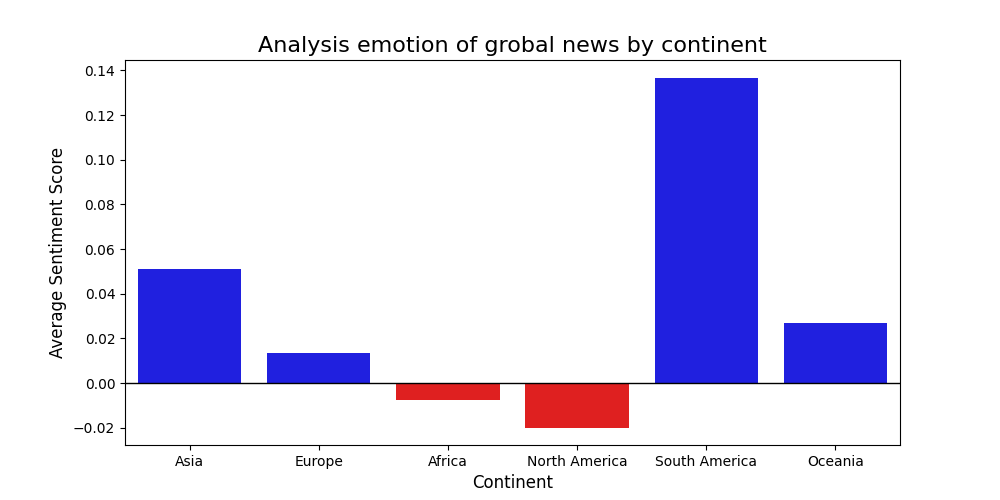 Analysis emotion of grobal news by continent
0.14
0.12
0.10
0.08
0.06
0.04
0.02
0.00
−0.02
Average Sentiment Score
Asia Europe Africa North America South America Oceania
Continent